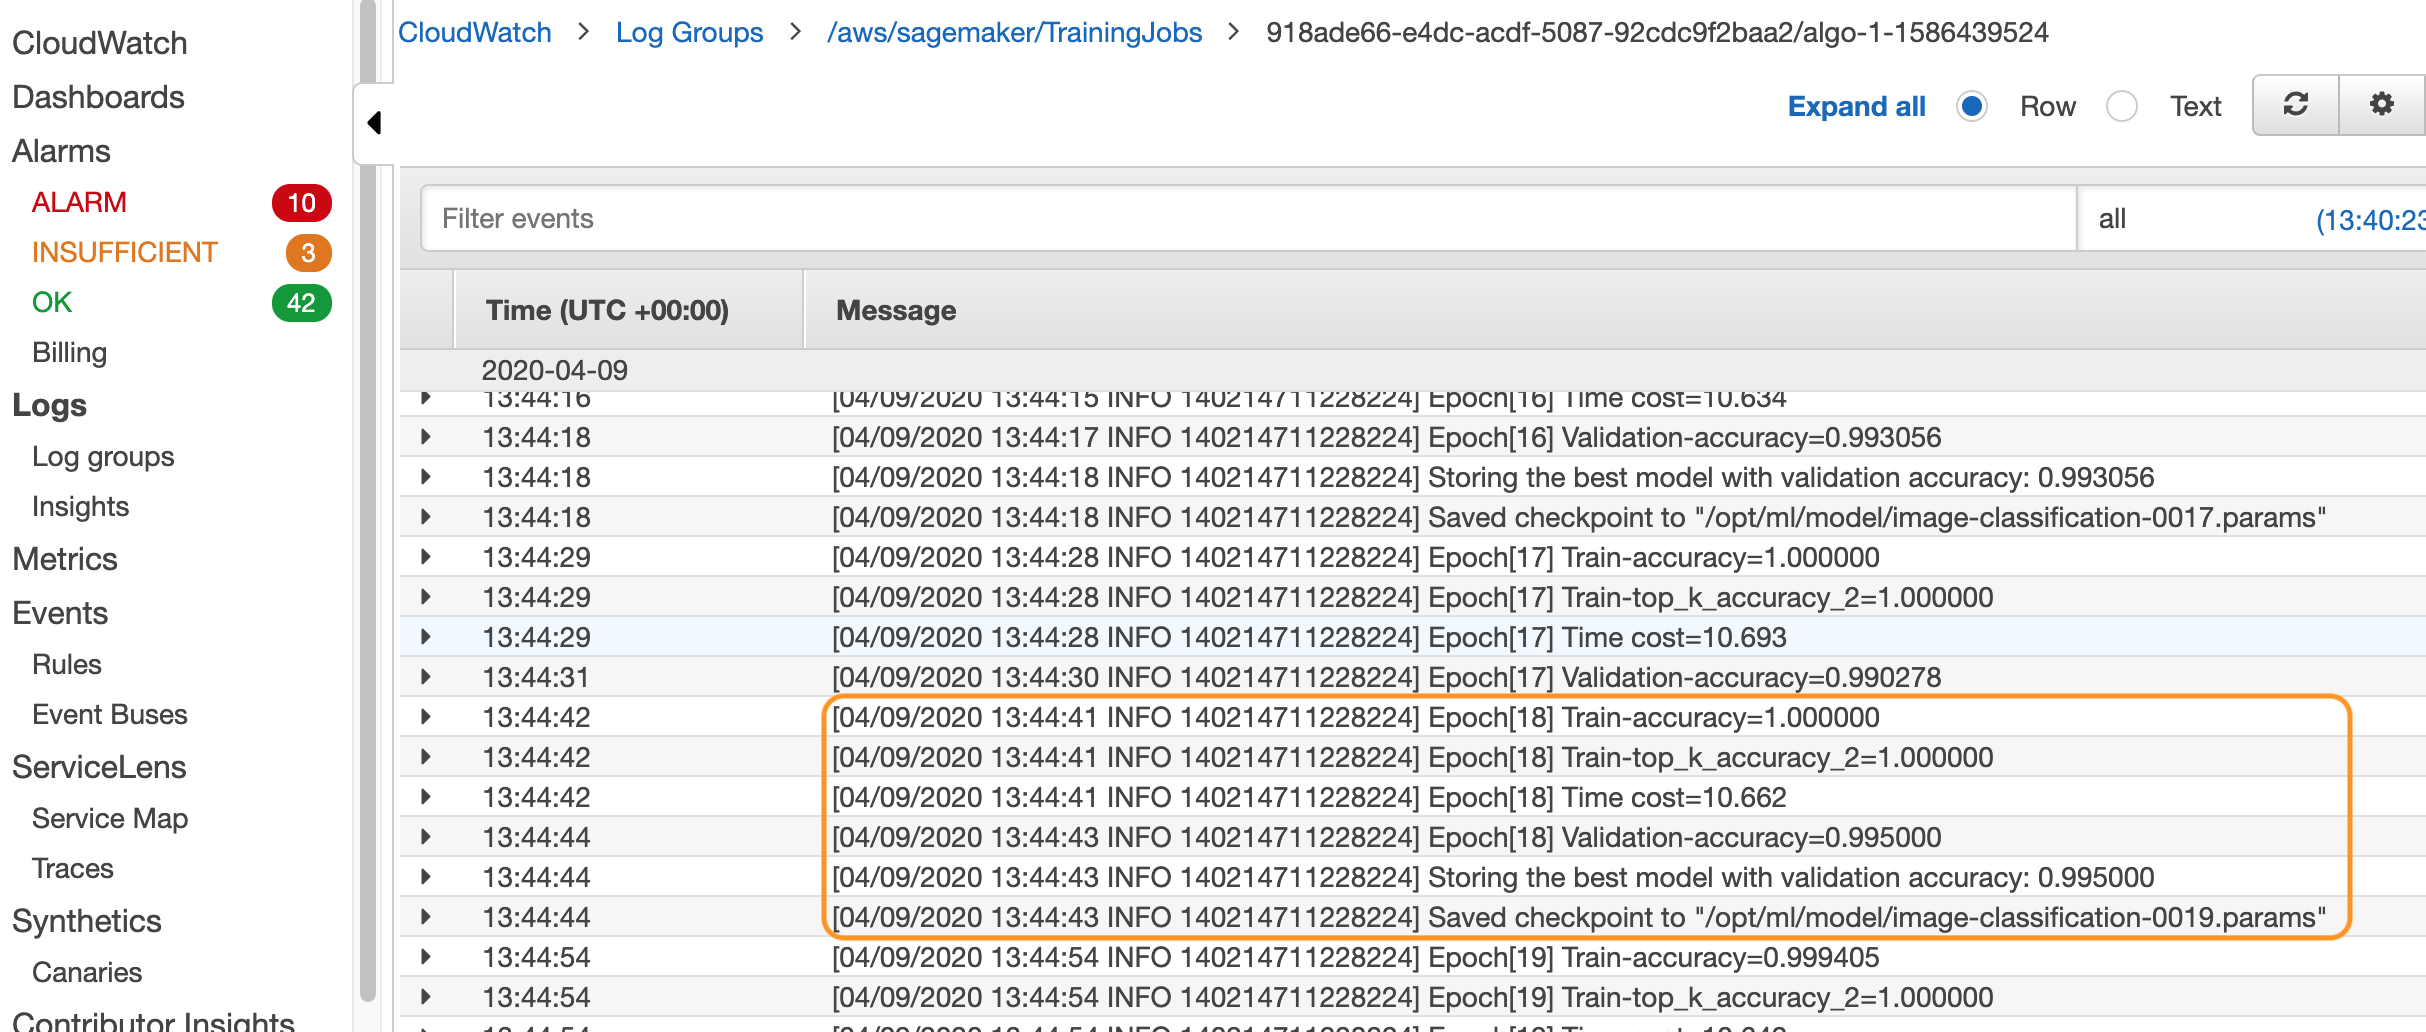 CloudWatch
Dashboards
Alarms
ALARM 10
INSUFFICIENT 3
OK 42
Billing
Logs
Log groups
Insights
Metrics
Events
Rules
Event Buses
ServiceLens
Service Map
Traces
Synthetics
Canaries
Contributor Insights
CloudWatch > Log Groups > /aws/sagemaker/TrainingJobs > 918ade66-e4dc-acdf-5087-92cdc9f2baa2/algo-1-1586439524
Expand all Row Text
Filter events all (13:40:23
Time (UTC +00:00) Message
2020-04-09
13:44:16 [04/09/2020 13:44:15 INFO 140214711228224] Epoch[16] Time cost=10.634
13:44:18 [04/09/2020 13:44:17 INFO 140214711228224] Epoch[16] Validation-accuracy=0.993056
13:44:18 [04/09/2020 13:44:18 INFO 140214711228224] Storing the best model with validation accuracy: 0.993056
13:44:18 [04/09/2020 13:44:18 INFO 140214711228224] Saved checkpoint to "/opt/ml/model/image-classification-0017.params"
13:44:29 [04/09/2020 13:44:28 INFO 140214711228224] Epoch[17] Train-accuracy=1.000000
13:44:29 [04/09/2020 13:44:28 INFO 140214711228224] Epoch[17] Train-top_k_accuracy_2=1.000000
13:44:29 [04/09/2020 13:44:28 INFO 140214711228224] Epoch[17] Time cost=10.693
13:44:31 [04/09/2020 13:44:30 INFO 140214711228224] Epoch[17] Validation-accuracy=0.990278
13:44:42 [04/09/2020 13:44:41 INFO 140214711228224] Epoch[18] Train-accuracy=1.000000
13:44:42 [04/09/2020 13:44:41 INFO 140214711228224] Epoch[18] Train-top_k_accuracy_2=1.000000
13:44:42 [04/09/2020 13:44:41 INFO 140214711228224] Epoch[18] Time cost=10.662
13:44:44 [04/09/2020 13:44:43 INFO 140214711228224] Epoch[18] Validation-accuracy=0.995000
13:44:44 [04/09/2020 13:44:43 INFO 140214711228224] Storing the best model with validation accuracy: 0.995000
13:44:44 [04/09/2020 13:44:43 INFO 140214711228224] Saved checkpoint to "/opt/ml/model/image-classification-0019.params"
13:44:54 [04/09/2020 13:44:54 INFO 140214711228224] Epoch[19] Train-accuracy=0.999405
13:44:54 [04/09/2020 13:44:54 INFO 140214711228224] Epoch[19] Train-top_k_accuracy_2=1.000000